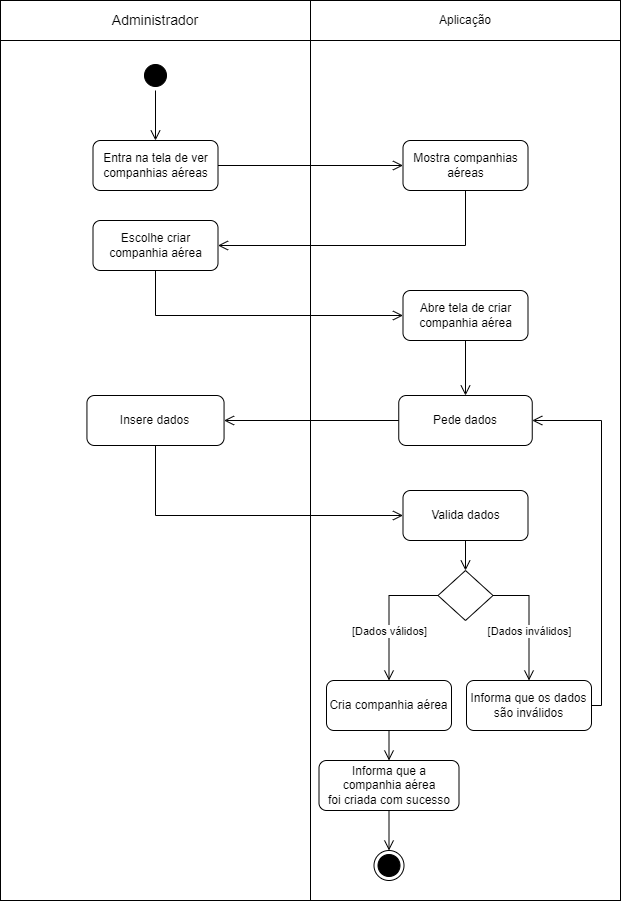 Administrador
Aplicação
Entra na tela de ver
companhias aéreas
Mostra companhias
aéreas
Escolhe criar
companhia aérea
Abre tela de criar
companhia aérea
Insere dados
Pede dados
Valida dados
[Dados válidos]
[Dados inválidos]
Cria companhia aérea
Informa que os dados
são inválidos
Informa que a
companhia aérea
foi criada com sucesso